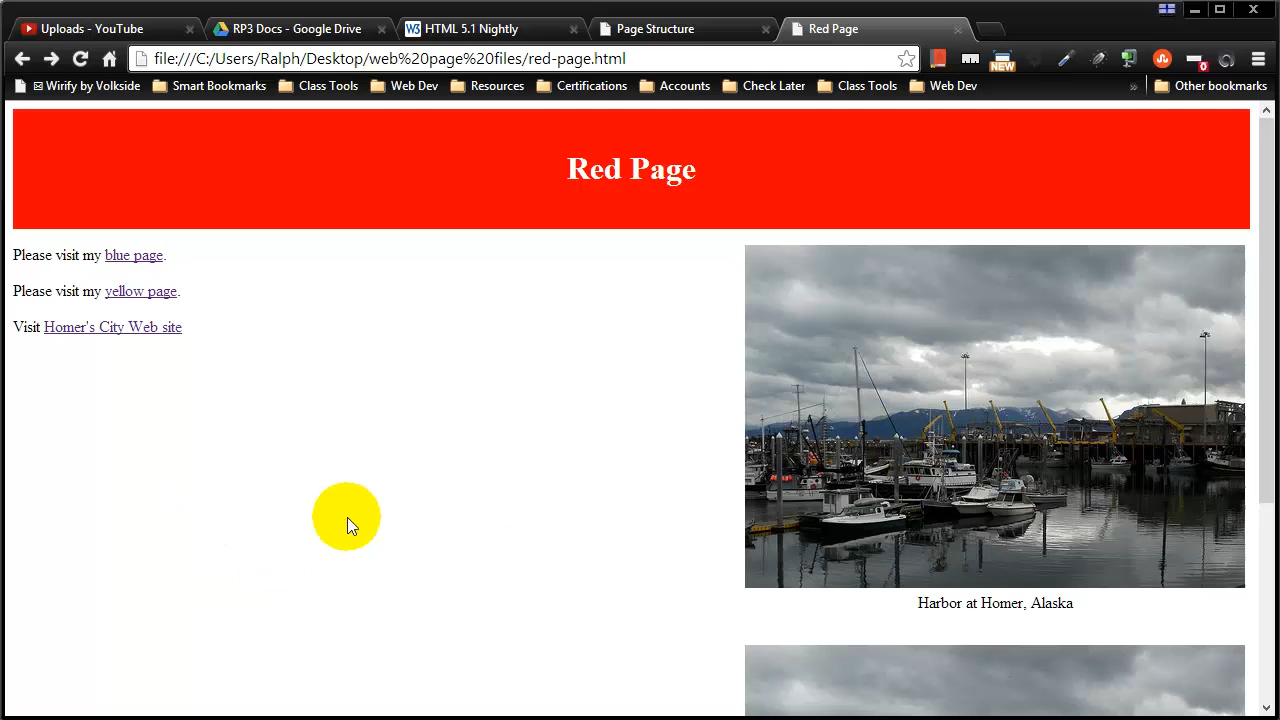 Uploads - YouTube
RP3 Docs - Google Drive
HTML 5.1 Nightly
Page Structure
Red Page
file:///C:/Users/Ralph/Desktop/web%20page%20files/red-page.html
NEW
0
Wirify by Volkside
Smart Bookmarks
Class Tools
Web Dev
Resources
Certifications
Accounts
Check Later
Class Tools
Web Dev
»
Other bookmarks
Red Page
Please visit my blue page.
Please visit my yellow page.
Visit Homer's City Web site
Harbor at Homer, Alaska